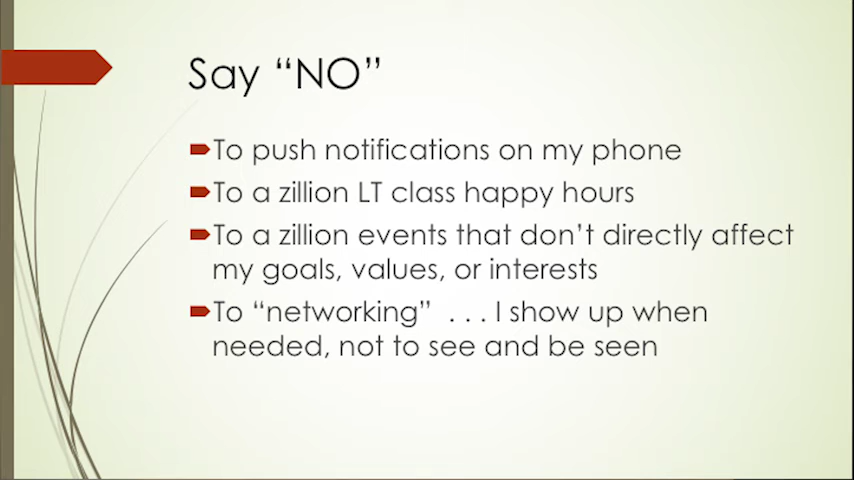 Say “NO”
To push notifications on my phone
To a zillion LT class happy hours
To a zillion events that don’t directly affect
my goals, values, or interests
To “networking” . . . I show up when
needed, not to see and be seen